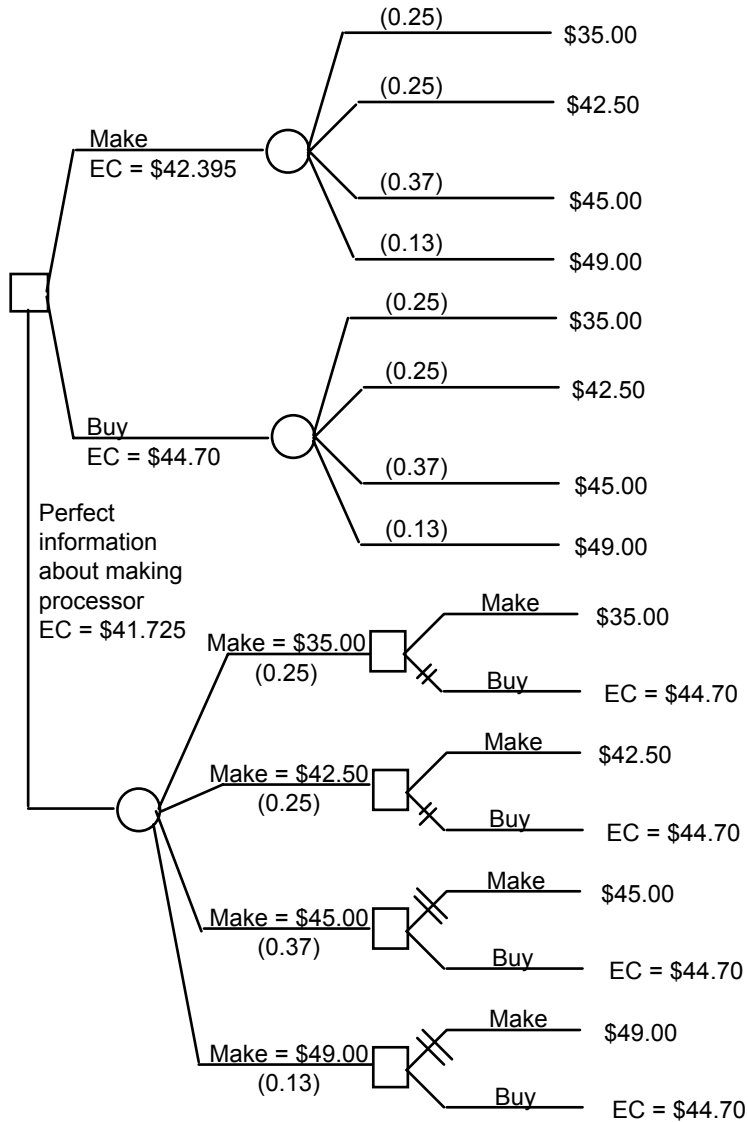 (0.25)
$35.00
(0.25)
$42.50
Make
EC = $42.395
(0.37)
$45.00
(0.13)
$49.00
(0.25)
$35.00
(0.25)
$42.50
Buy
EC = $44.70
(0.37)
$45.00
(0.13)
$49.00
Perfect
information
about making
processor
EC = $41.725
Make = $35.00
(0.25)
Make
$35.00
Buy
EC = $44.70
Make = $42.50
(0.25)
Make
$42.50
Buy
EC = $44.70
Make = $45.00
(0.37)
Make
$45.00
Buy
EC = $44.70
Make = $49.00
(0.13)
Make
$49.00
Buy
EC = $44.70